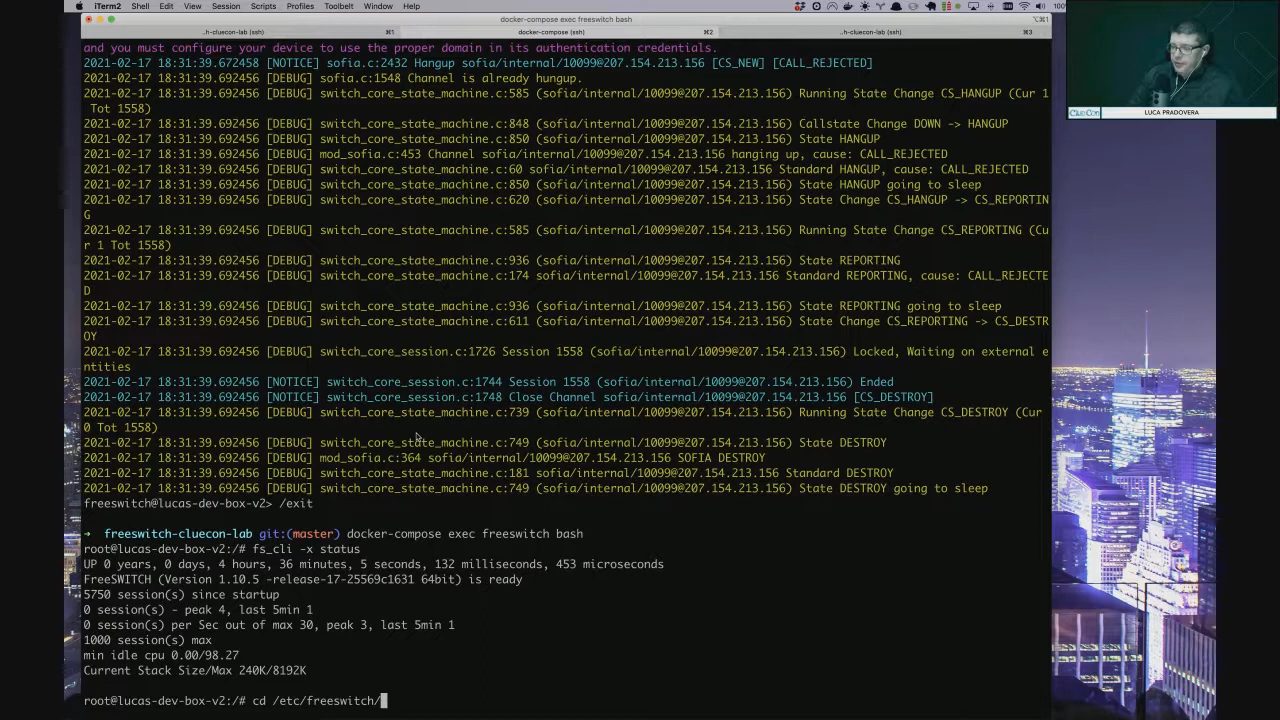 iTerm2 Shell Edit View Session Scripts Profiles Toolbelt Window Help 100%
docker-compose exec freeswitch bash ⌥⌘1
..h-cluecon-lab (ssh) ⌘1 docker-compose (ssh) ⌘2 ..h-cluecon-lab (ssh) ⌘3
and you must configure your device to use the proper domain in its authentication credentials.
2021-02-17 18:31:39.672458 [NOTICE] sofia.c:2432 Hangup sofia/internal/10099@207.154.213.156 [CS_NEW] [CALL_REJECTED]
2021-02-17 18:31:39.692456 [DEBUG] sofia.c:1548 Channel is already hungup.
2021-02-17 18:31:39.692456 [DEBUG] switch_core_state_machine.c:585 (sofia/internal/10099@207.154.213.156) Running State Change CS_HANGUP (Cur 1
Tot 1558)
2021-02-17 18:31:39.692456 [DEBUG] switch_core_state_machine.c:848 (sofia/internal/10099@207.154.213.156) Callstate Change DOWN -> HANGUP
2021-02-17 18:31:39.692456 [DEBUG] switch_core_state_machine.c:850 (sofia/internal/10099@207.154.213.156) State HANGUP
2021-02-17 18:31:39.692456 [DEBUG] mod_sofia.c:453 Channel sofia/internal/10099@207.154.213.156 hanging up, cause: CALL_REJECTED
2021-02-17 18:31:39.692456 [DEBUG] switch_core_state_machine.c:60 sofia/internal/10099@207.154.213.156 Standard HANGUP, cause: CALL_REJECTED
2021-02-17 18:31:39.692456 [DEBUG] switch_core_state_machine.c:850 (sofia/internal/10099@207.154.213.156) State HANGUP going to sleep
2021-02-17 18:31:39.692456 [DEBUG] switch_core_state_machine.c:620 (sofia/internal/10099@207.154.213.156) State Change CS_HANGUP -> CS_REPORTIN
G
2021-02-17 18:31:39.692456 [DEBUG] switch_core_state_machine.c:585 (sofia/internal/10099@207.154.213.156) Running State Change CS_REPORTING (Cu
r 1 Tot 1558)
2021-02-17 18:31:39.692456 [DEBUG] switch_core_state_machine.c:936 (sofia/internal/10099@207.154.213.156) State REPORTING
2021-02-17 18:31:39.692456 [DEBUG] switch_core_state_machine.c:174 sofia/internal/10099@207.154.213.156 Standard REPORTING, cause: CALL_REJECTE
D
2021-02-17 18:31:39.692456 [DEBUG] switch_core_state_machine.c:936 (sofia/internal/10099@207.154.213.156) State REPORTING going to sleep
2021-02-17 18:31:39.692456 [DEBUG] switch_core_state_machine.c:611 (sofia/internal/10099@207.154.213.156) State Change CS_REPORTING -> CS_DESTR
OY
2021-02-17 18:31:39.692456 [DEBUG] switch_core_session.c:1726 Session 1558 (sofia/internal/10099@207.154.213.156) Locked, Waiting on external e
ntities
2021-02-17 18:31:39.692456 [NOTICE] switch_core_session.c:1744 Session 1558 (sofia/internal/10099@207.154.213.156) Ended
2021-02-17 18:31:39.692456 [NOTICE] switch_core_session.c:1748 Close Channel sofia/internal/10099@207.154.213.156 [CS_DESTROY]
2021-02-17 18:31:39.692456 [DEBUG] switch_core_state_machine.c:739 (sofia/internal/10099@207.154.213.156) Running State Change CS_DESTROY (Cur
0 Tot 1558)
2021-02-17 18:31:39.692456 [DEBUG] switch_core_state_machine.c:749 (sofia/internal/10099@207.154.213.156) State DESTROY
2021-02-17 18:31:39.692456 [DEBUG] mod_sofia.c:364 sofia/internal/10099@207.154.213.156 SOFIA DESTROY
2021-02-17 18:31:39.692456 [DEBUG] switch_core_state_machine.c:181 sofia/internal/10099@207.154.213.156 Standard DESTROY
2021-02-17 18:31:39.692456 [DEBUG] switch_core_state_machine.c:749 (sofia/internal/10099@207.154.213.156) State DESTROY going to sleep
freeswitch@lucas-dev-box-v2> /exit
→ freeswitch-cluecon-lab git:(master) docker-compose exec freeswitch bash
root@lucas-dev-box-v2:/# fs_cli -x status
UP 0 years, 0 days, 4 hours, 36 minutes, 5 seconds, 132 milliseconds, 453 microseconds
FreeSWITCH (Version 1.10.5 -release-17-25569c1631 64bit) is ready
5750 session(s) since startup
0 session(s) - peak 4, last 5min 1
0 session(s) per Sec out of max 30, peak 3, last 5min 1
1000 session(s) max
min idle cpu 0.00/98.27
Current Stack Size/Max 240K/8192K
root@lucas-dev-box-v2:/# cd /etc/freeswitch/
ClueCon LUCA PRADOVERA